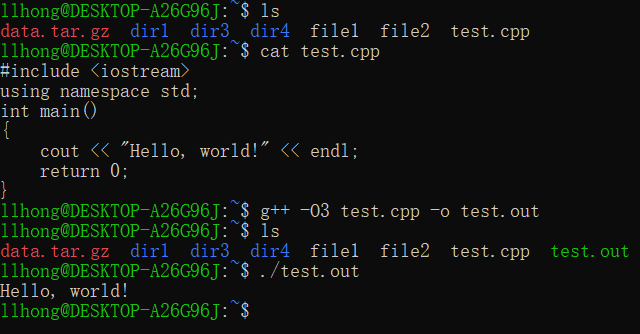 llhong@DESKTOP-A26G96J:~$ ls
data.tar.gz  dir1  dir3  dir4  file1  file2  test.cpp
llhong@DESKTOP-A26G96J:~$ cat test.cpp
#include <iostream>
using namespace std;
int main()
{
    cout << "Hello, world!" << endl;
    return 0;
}
llhong@DESKTOP-A26G96J:~$ g++ -O3 test.cpp -o test.out
llhong@DESKTOP-A26G96J:~$ ls
data.tar.gz  dir1  dir3  dir4  file1  file2  test.cpp  test.out
llhong@DESKTOP-A26G96J:~$ ./test.out
Hello, world!
llhong@DESKTOP-A26G96J:~$